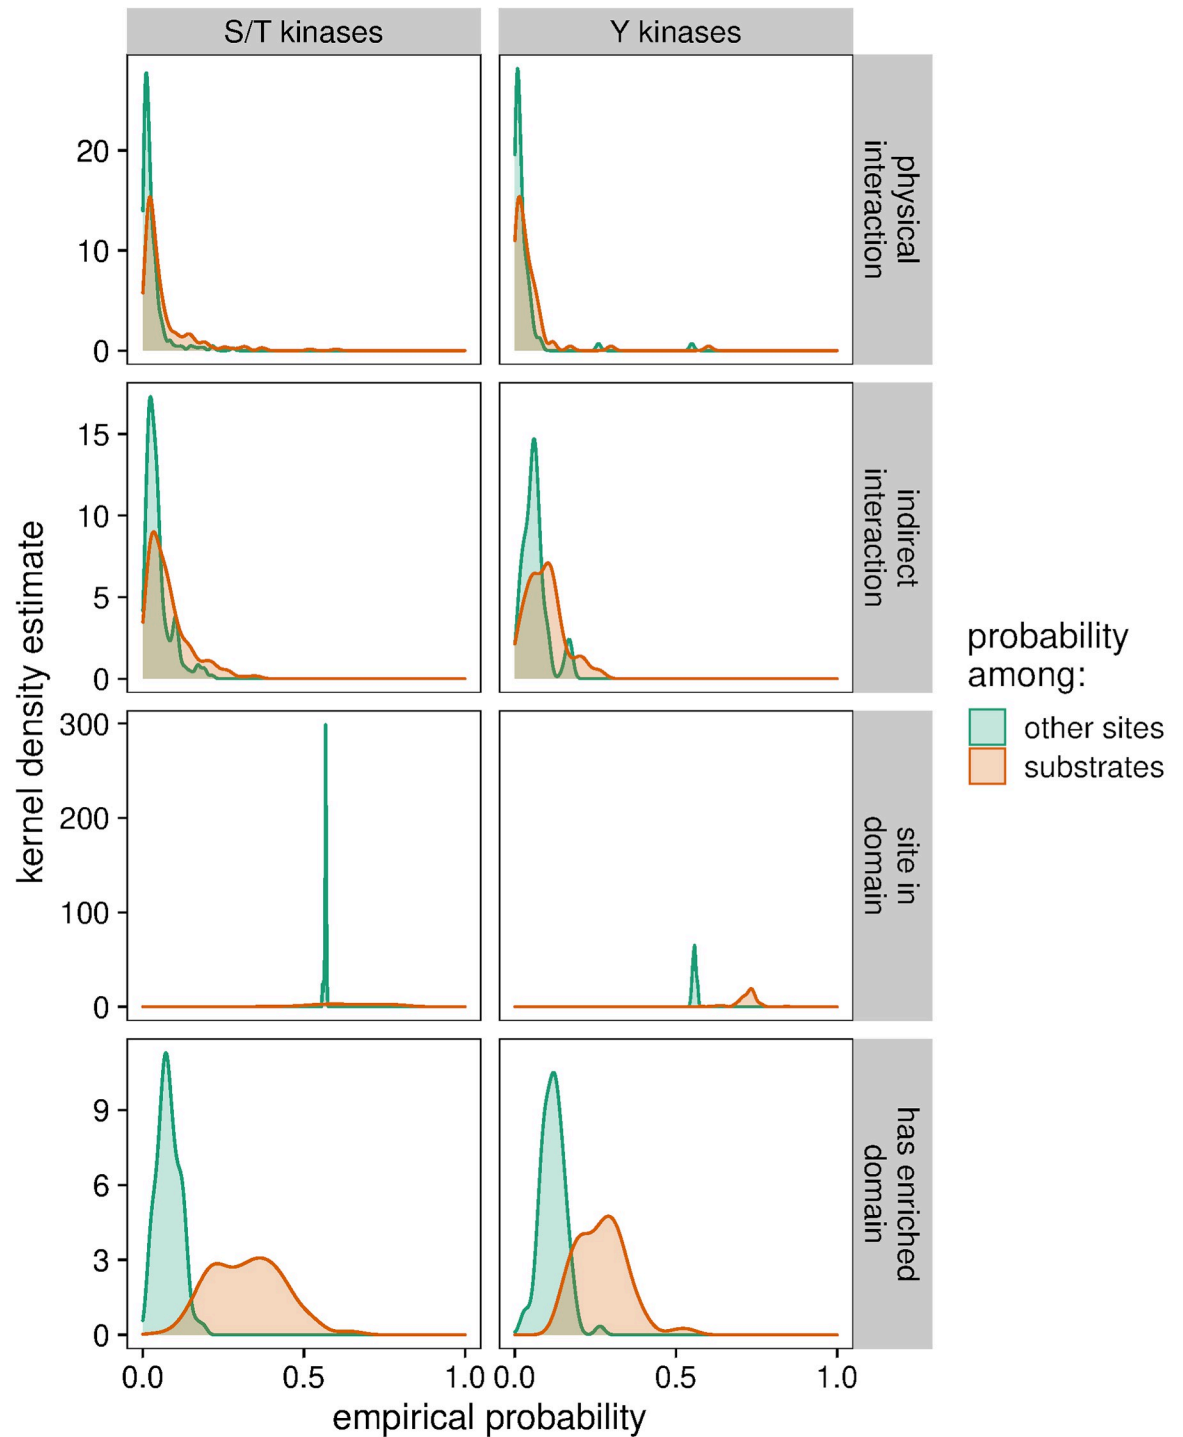 S/T kinases
Y kinases
20
10
0
physical
interaction
15
10
5
0
indirect
interaction
300
200
100
0
site in
domain
9
6
3
0
has enriched
domain
0.0
0.5
1.0
0.0
0.5
1.0
empirical probability
kernel density estimate
probability
among:
other sites
substrates